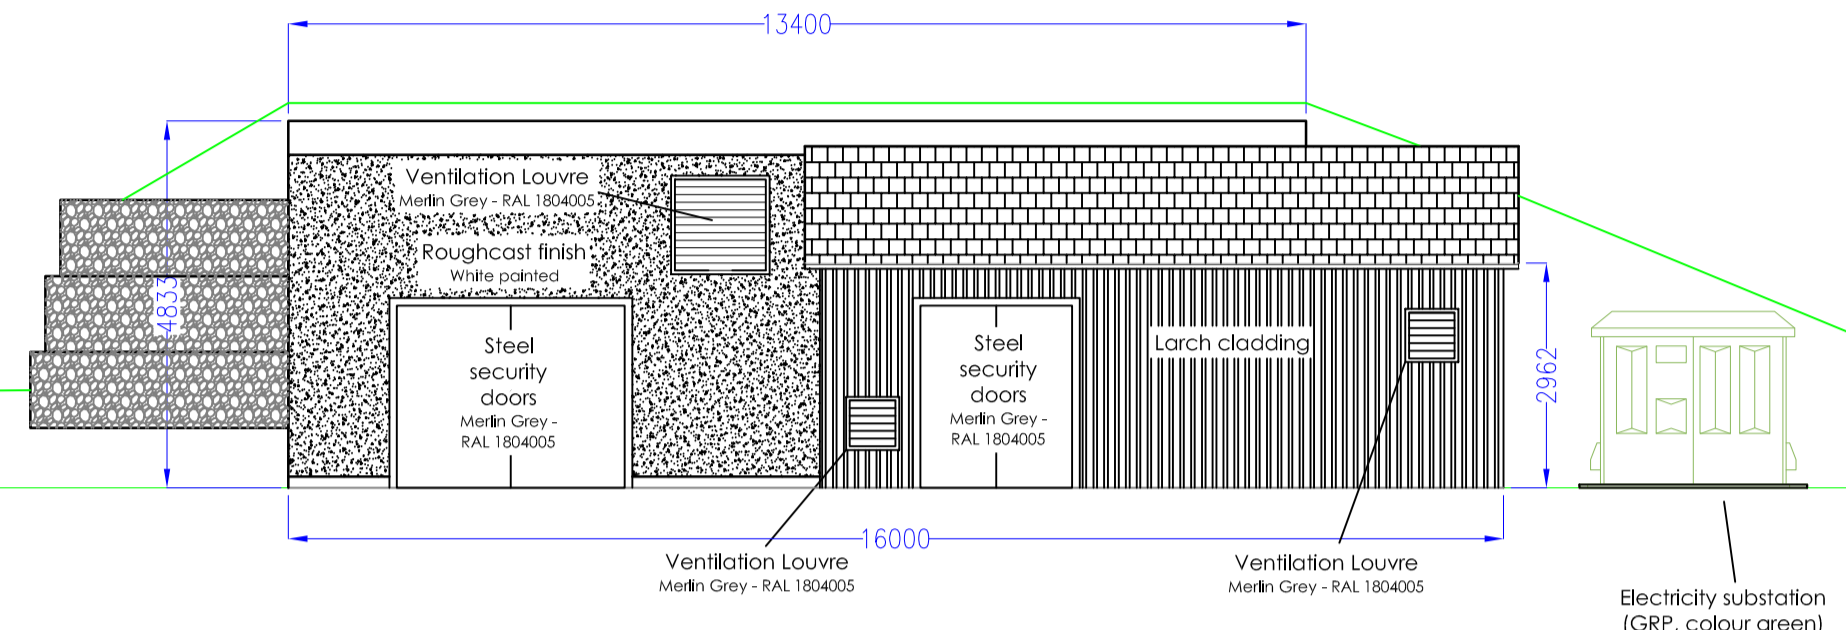 13400
Ventilation Louvre
Merlin Grey - RAL 1804005
Roughcast finish
White painted
4833
Steel
security
doors
Merlin Grey -
RAL 1804005
Steel
security
doors
Merlin Grey -
RAL 1804005
Larch cladding
2962
16000
Ventilation Louvre
Merlin Grey - RAL 1804005
Ventilation Louvre
Merlin Grey - RAL 1804005
Electricity substation
(GRP, colour green)